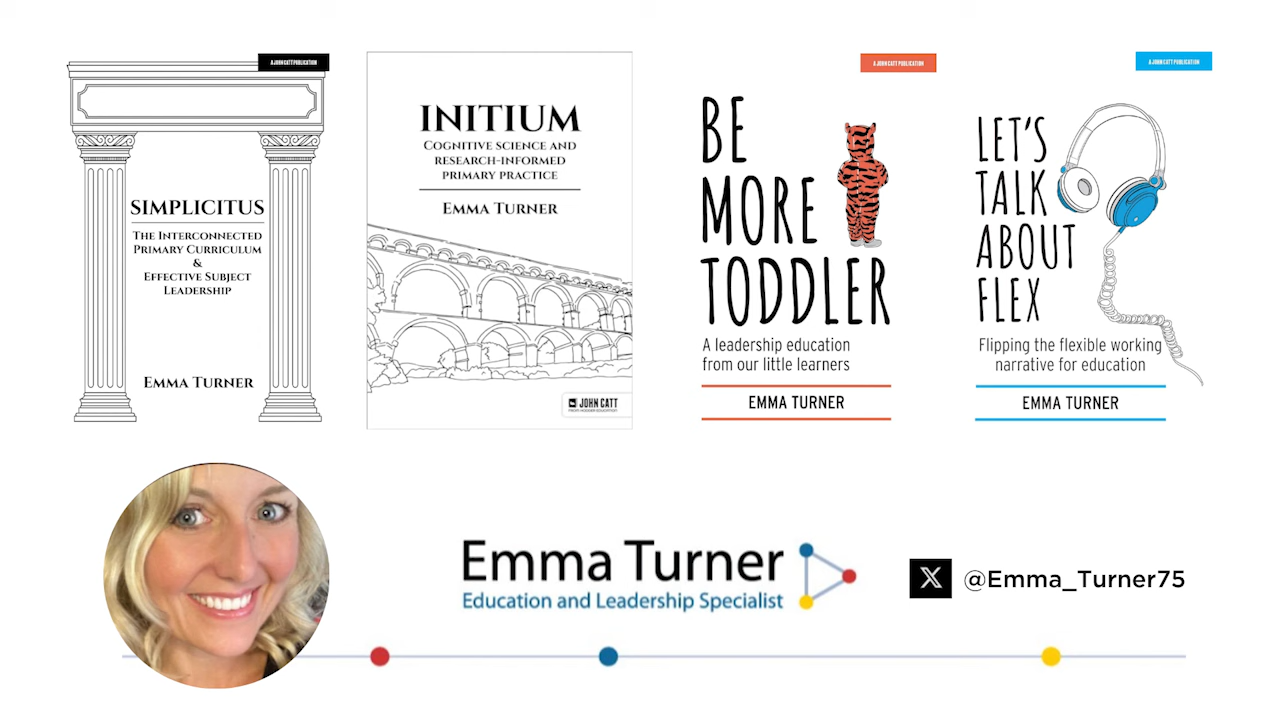 A JOHN CATT PUBLICATION
SIMPLICITUS
THE INTERCONNECTED
PRIMARY CURRICULUM
&
EFFECTIVE SUBJECT
LEADERSHIP
EMMA TURNER
INITIUM
COGNITIVE SCIENCE AND
RESEARCH-INFORMED
PRIMARY PRACTICE
EMMA TURNER
JOHN CATT
FROM HODDER EDUCATION
A JOHN CATT PUBLICATION
BE
MORE
TODDLER
A leadership education
from our little learners
EMMA TURNER
A JOHN CATT PUBLICATION
LET'S
TALK
ABOUT
FLEX
Flipping the flexible working
narrative for education
EMMA TURNER
Emma Turner
Education and Leadership Specialist
@Emma_Turner75